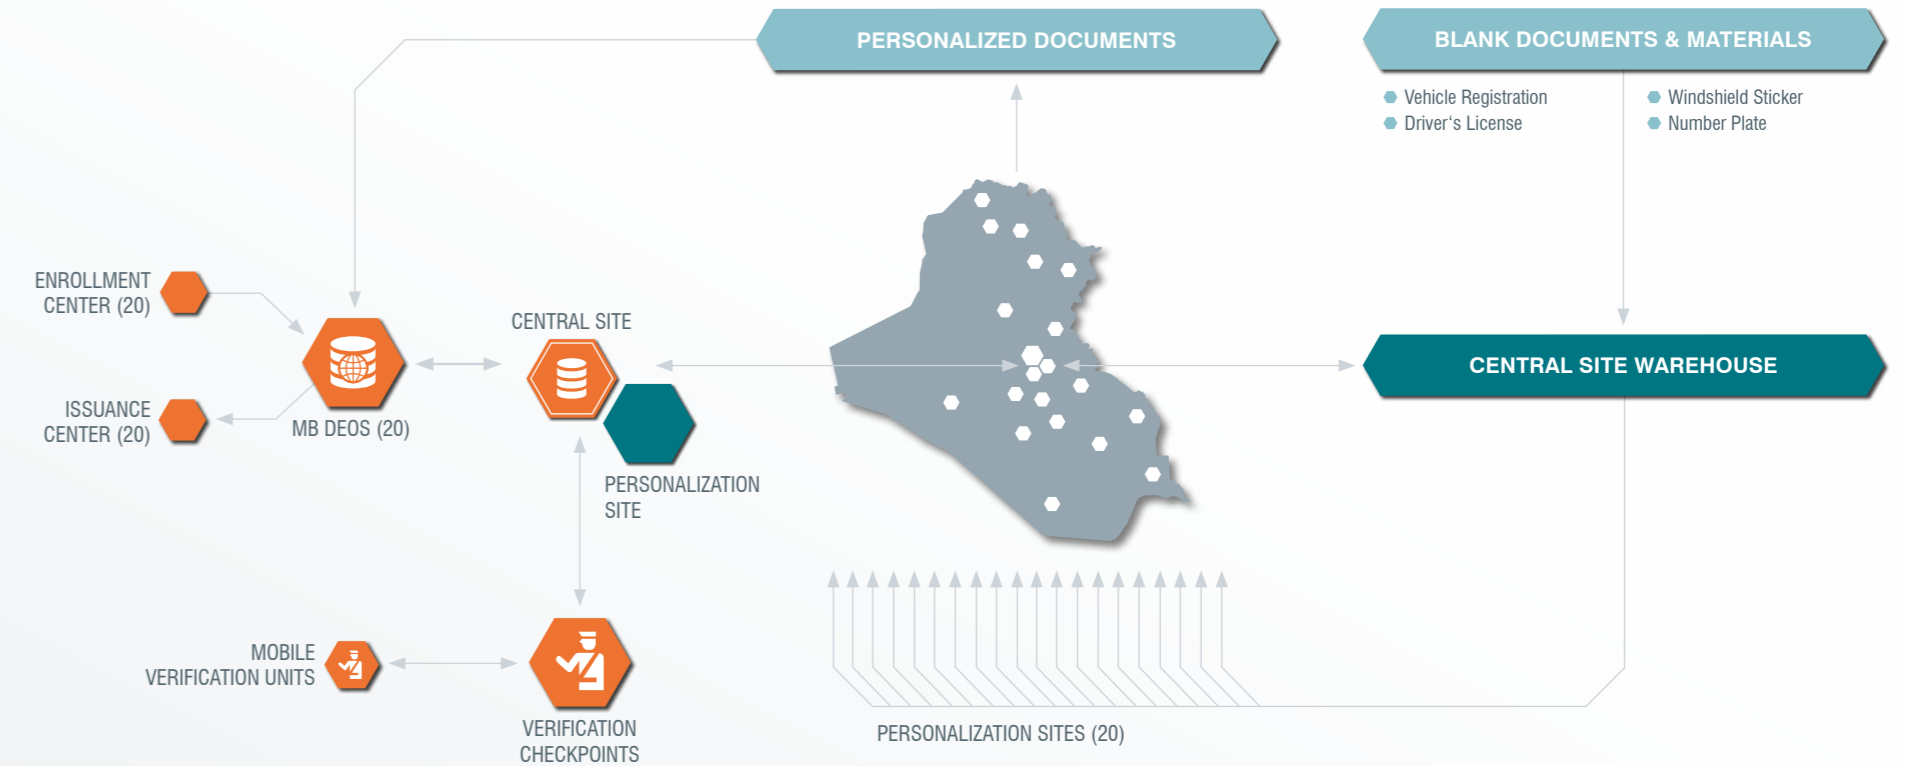 PERSONALIZED DOCUMENTS
BLANK DOCUMENTS & MATERIALS
Vehicle Registration
Driver‘s License
Windshield Sticker
Number Plate
ENROLLMENT
CENTER (20)
ISSUANCE
CENTER (20)
MB DEOS (20)
CENTRAL SITE
PERSONALIZATION
SITE
CENTRAL SITE WAREHOUSE
MOBILE
VERIFICATION UNITS
VERIFICATION
CHECKPOINTS
PERSONALIZATION SITES (20)